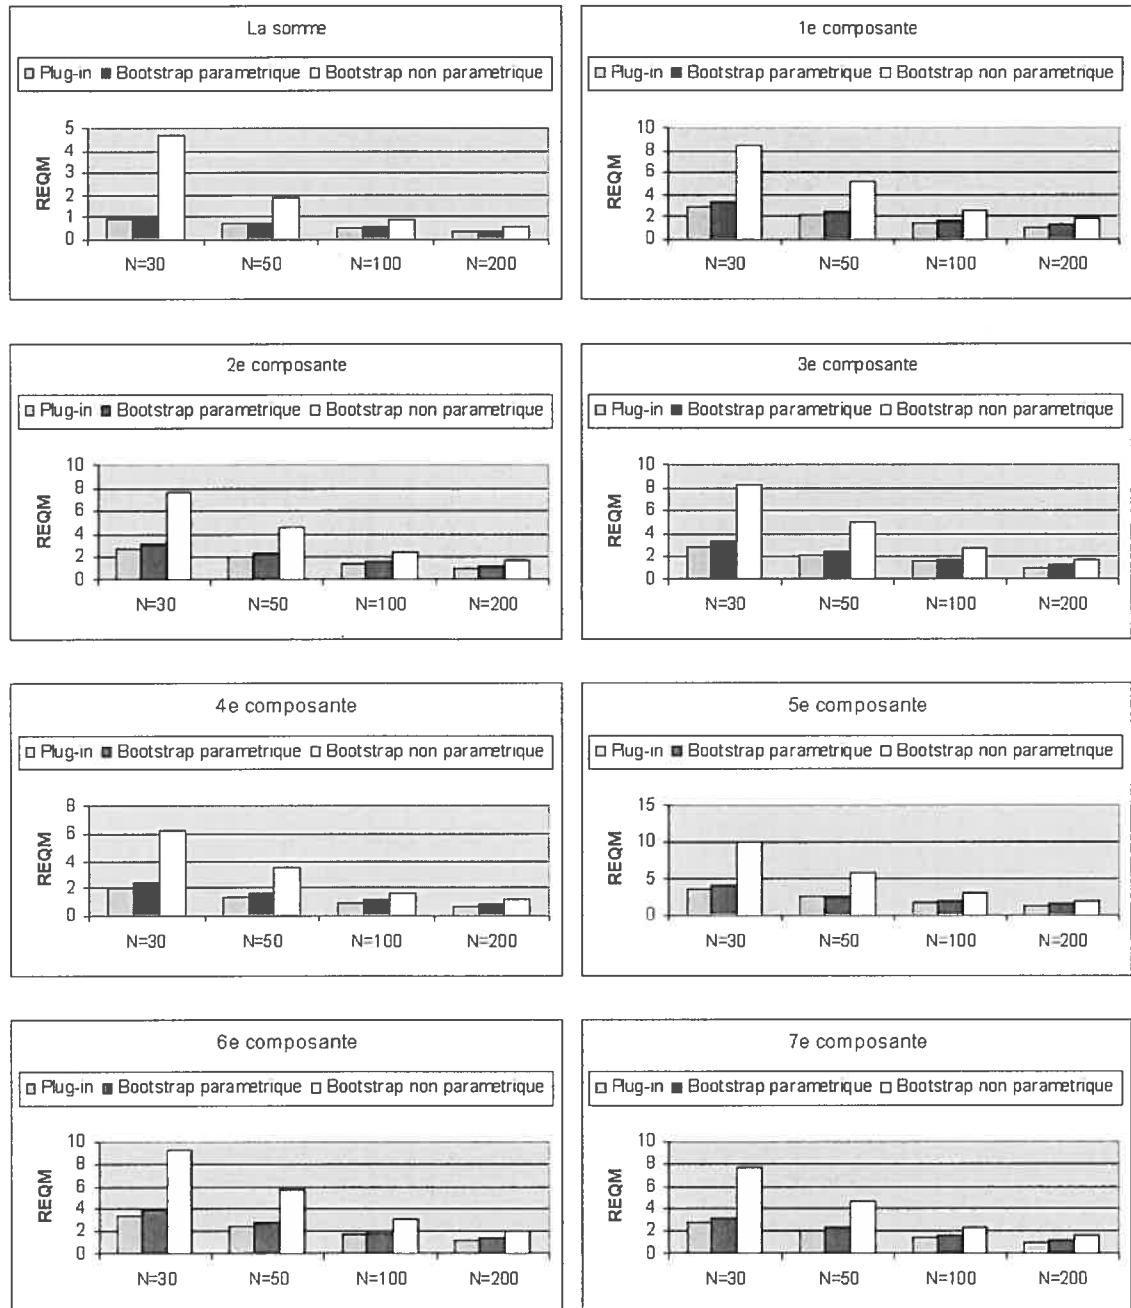 La somme
Plug-in Bootstrap parametrique Bootstrap non parametrique
5
4
3
2
1
0
REQM
N=30 N=50 N=100 N=200
1e composante
Plug-in Bootstrap parametrique Bootstrap non parametrique
10
8
6
4
2
0
REQM
N=30 N=50 N=100 N=200
2e composante
Plug-in Bootstrap parametrique Bootstrap non parametrique
10
8
6
4
2
0
REQM
N=30 N=50 N=100 N=200
3e composante
Plug-in Bootstrap parametrique Bootstrap non parametrique
10
8
6
4
2
0
REQM
N=30 N=50 N=100 N=200
4e composante
Plug-in Bootstrap parametrique Bootstrap non parametrique
8
6
4
2
0
REQM
N=30 N=50 N=100 N=200
5e composante
Plug-in Bootstrap parametrique Bootstrap non parametrique
15
10
5
0
REQM
N=30 N=50 N=100 N=200
6e composante
Plug-in Bootstrap parametrique Bootstrap non parametrique
10
8
6
4
2
0
REQM
N=30 N=50 N=100 N=200
7e composante
Plug-in Bootstrap parametrique Bootstrap non parametrique
10
8
6
4
2
0
REQM
N=30 N=50 N=100 N=200